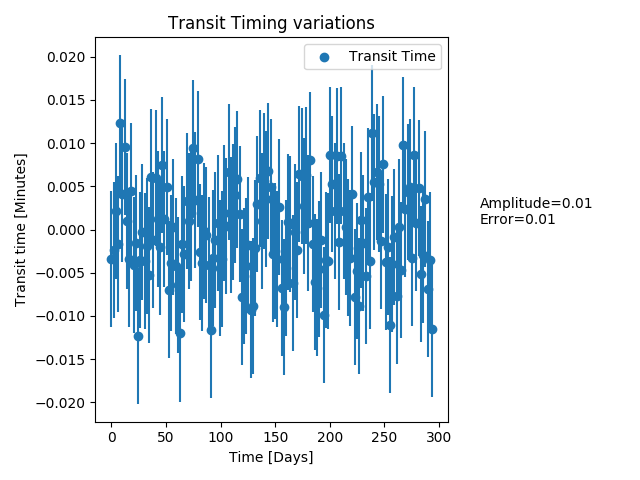 Transit Timing variations
Transit Time
Transit time [Minutes]
0.020
0.015
0.010
0.005
0.000
−0.005
−0.010
−0.015
−0.020
0 50 100 150 200 250 300
Time [Days]
Amplitude=0.01
Error=0.01